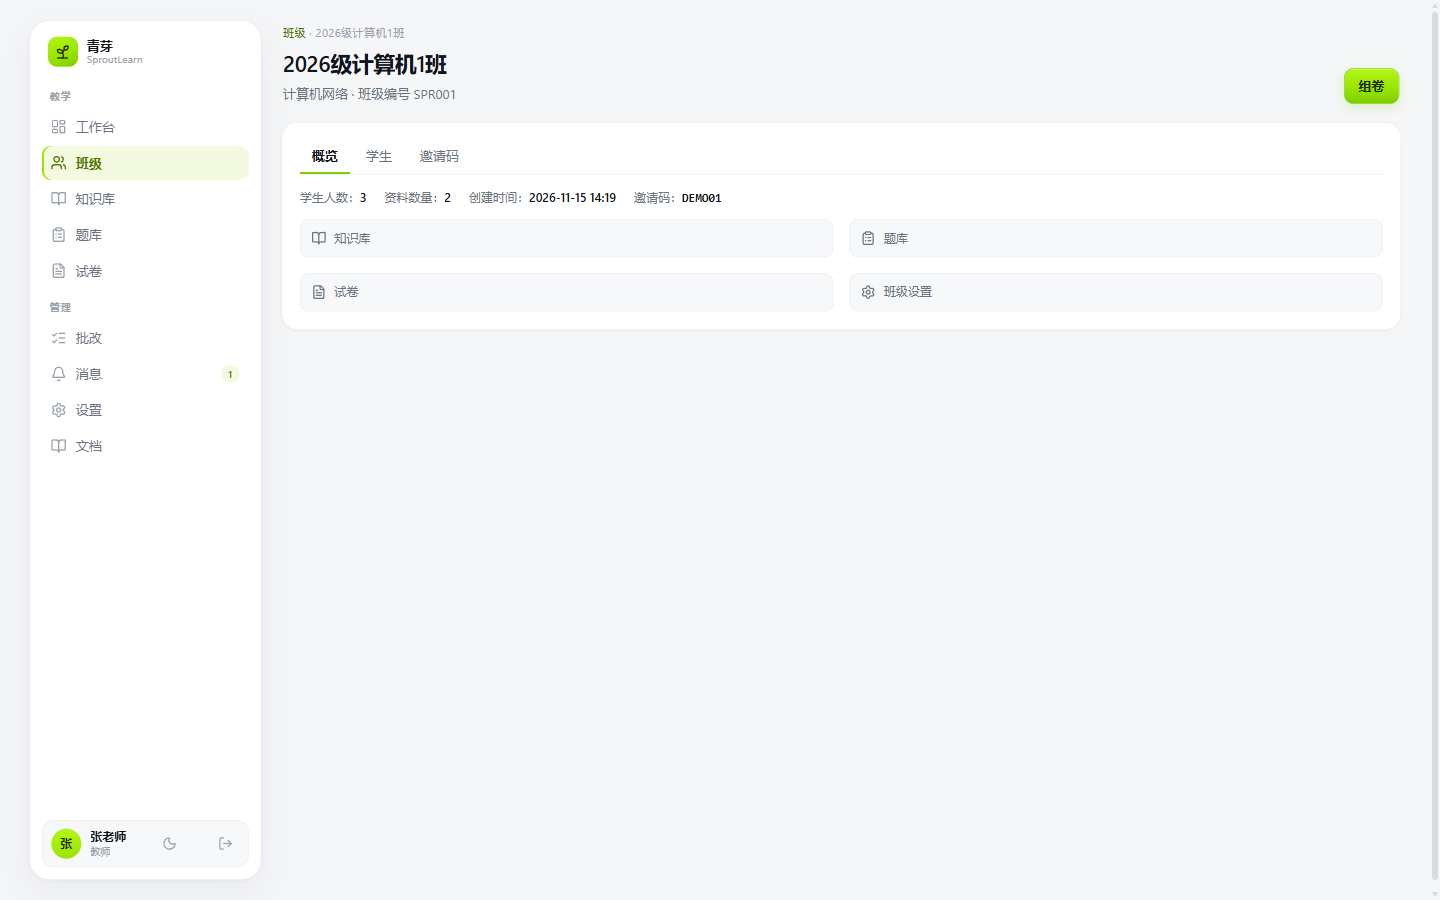 青芽
SproutLearn
教学
工作台
班级
知识库
题库
试卷
管理
批改
消息 1
设置
文档
张 张老师
教师
班级 · 2026级计算机1班
2026级计算机1班
计算机网络 · 班级编号 SPR001
组卷
概览 学生 邀请码
学生人数: 3 资料数量: 2 创建时间: 2026-11-15 14:19 邀请码: DEMO01
知识库 题库
试卷 班级设置